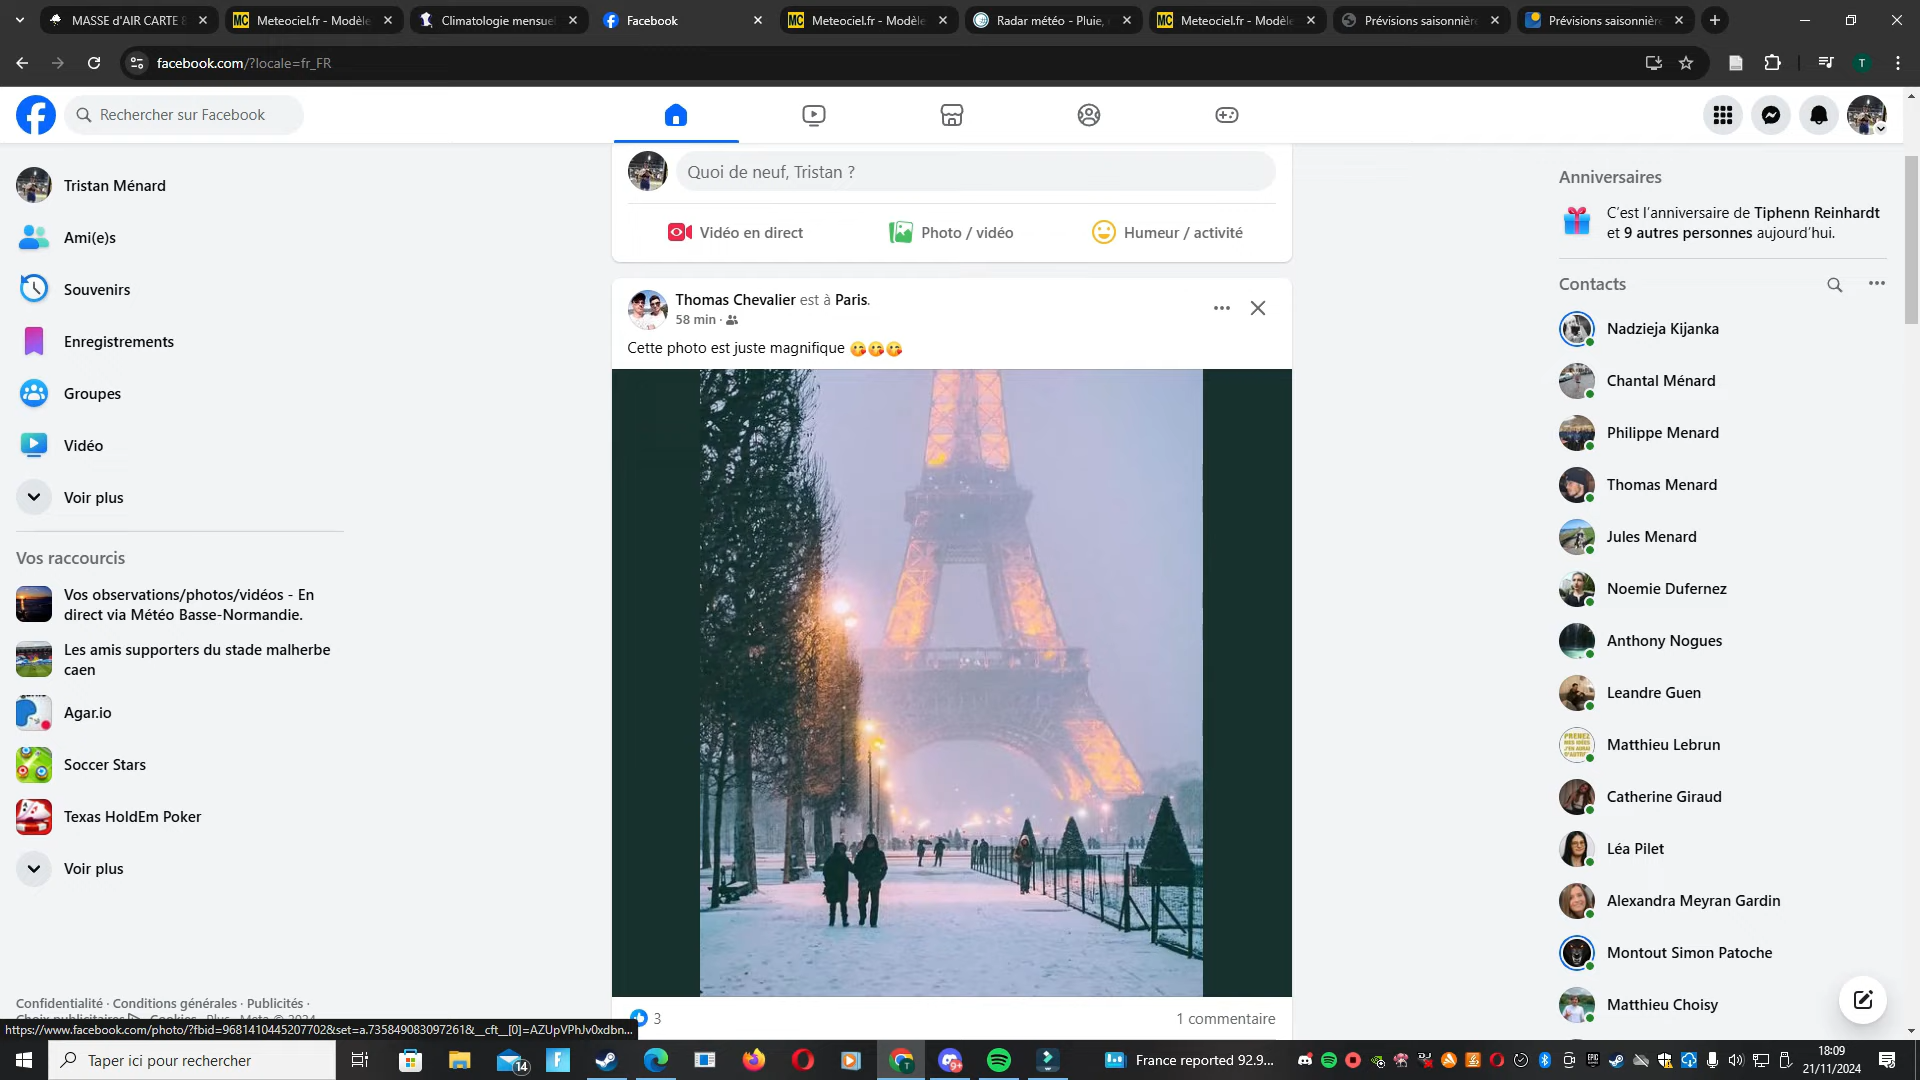 MASSE d'AIR CARTE 8
Meteociel.fr - Modèle
Climatologie mensue
Facebook
Meteociel.fr - Modèle
Radar météo - Pluie,
Meteociel.fr - Modèle
Prévisions saisonnière
Prévisions saisonnière
facebook.com/?locale=fr_FR
T
Rechercher sur Facebook
Tristan Ménard
Ami(e)s
Souvenirs
Enregistrements
Groupes
Vidéo
Voir plus
Vos raccourcis
Vos observations/photos/vidéos - En
direct via Météo Basse-Normandie.
Les amis supporters du stade malherbe
caen
Agar.io
Soccer Stars
Texas HoldEm Poker
Voir plus
Confidentialité · Conditions générales · Publicités ·
https://www.facebook.com/photo/?fbid=9681410445207702&set=a.735849083097261&__cft__[0]=AZUpVPhJv0xdbn...
Quoi de neuf, Tristan ?
Vidéo en direct
Photo / vidéo
Humeur / activité
Thomas Chevalier est à Paris.
58 min ·
Cette photo est juste magnifique 😋😋😋
3
1 commentaire
Anniversaires
C'est l'anniversaire de Tiphenn Reinhardt
et 9 autres personnes aujourd'hui.
Contacts
Nadzieja Kijanka
Chantal Ménard
Philippe Menard
Thomas Menard
Jules Menard
Noemie Dufernez
Anthony Nogues
Leandre Guen
Matthieu Lebrun
Catherine Giraud
Léa Pilet
Alexandra Meyran Gardin
Montout Simon Patoche
Matthieu Choisy
Taper ici pour rechercher
14
9+
France reported 92.9...
18:09
21/11/2024